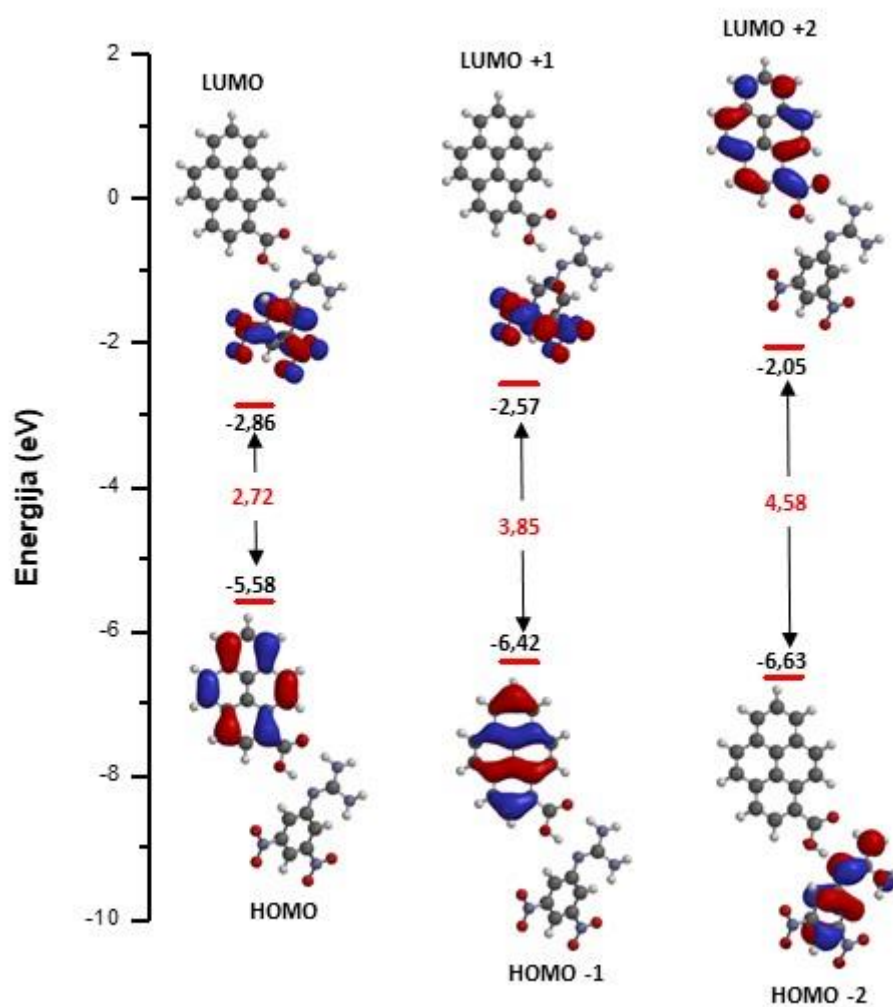 LUMO +2
2
LUMO +1
LUMO
0
-2
-2,05
-2,57
-2,86
Energija (eV)
-4
2,72
3,85
4,58
-5,58
-6
-6,42
-6,63
-8
HOMO
-10
HOMO -1
HOMO -2